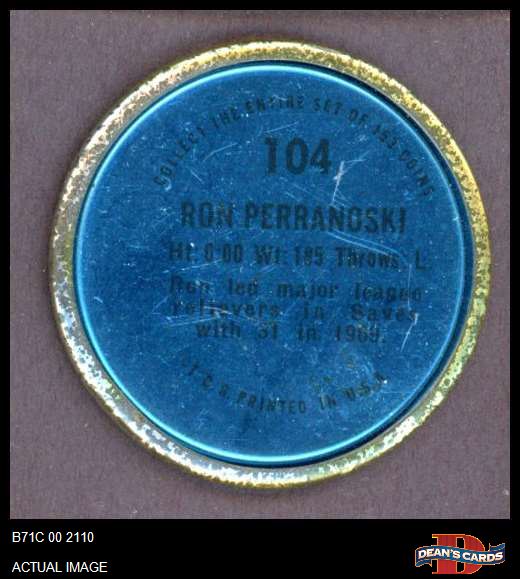 COLLECT THE ENTIRE SET OF 153 COINS
104
RON PERRANOSKI
Ht: 6'00 Wt: 185 Throws: L
Ron led major league
relievers in Saves
with 31 in 1969.
T.C.G. PRINTED IN U.S.A.
B71C 00 2110
ACTUAL IMAGE
D
DEAN'S CARDS